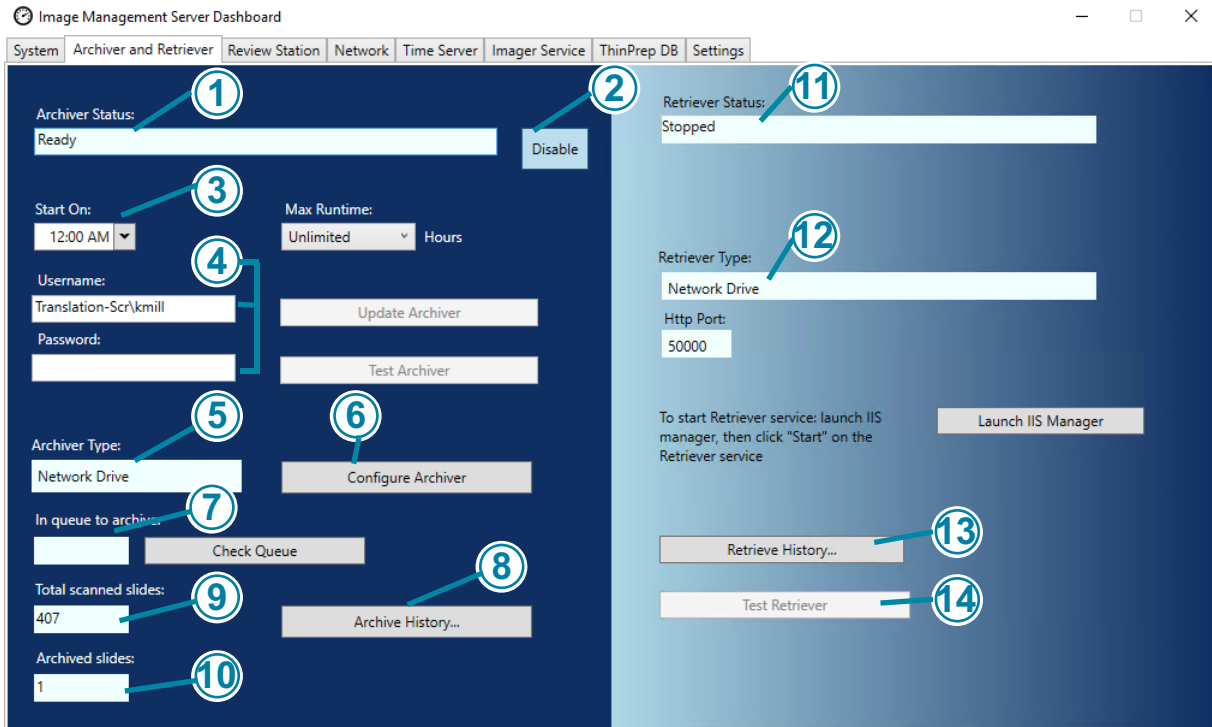 Image Management Server Dashboard
System Archiver and Retriever Review Station Network Time Server Imager Service ThinPrep DB Settings
1
Archiver Status:
Ready
2
Disable
3
Start On:
12:00 AM
Max Runtime:
Unlimited Hours
4
Username:
Translation-Scr\kmill
Update Archiver
Password:
Test Archiver
5
Archiver Type:
Network Drive
6
Configure Archiver
7
In queue to archive:
Check Queue
8
Total scanned slides:
9
407
Archive History...
Archived slides:
10
1
11
Retriever Status:
Stopped
12
Retriever Type:
Network Drive
Http Port:
50000
To start Retriever service: launch IIS
manager, then click "Start" on the
Retriever service
Launch IIS Manager
13
Retrieve History...
14
Test Retriever